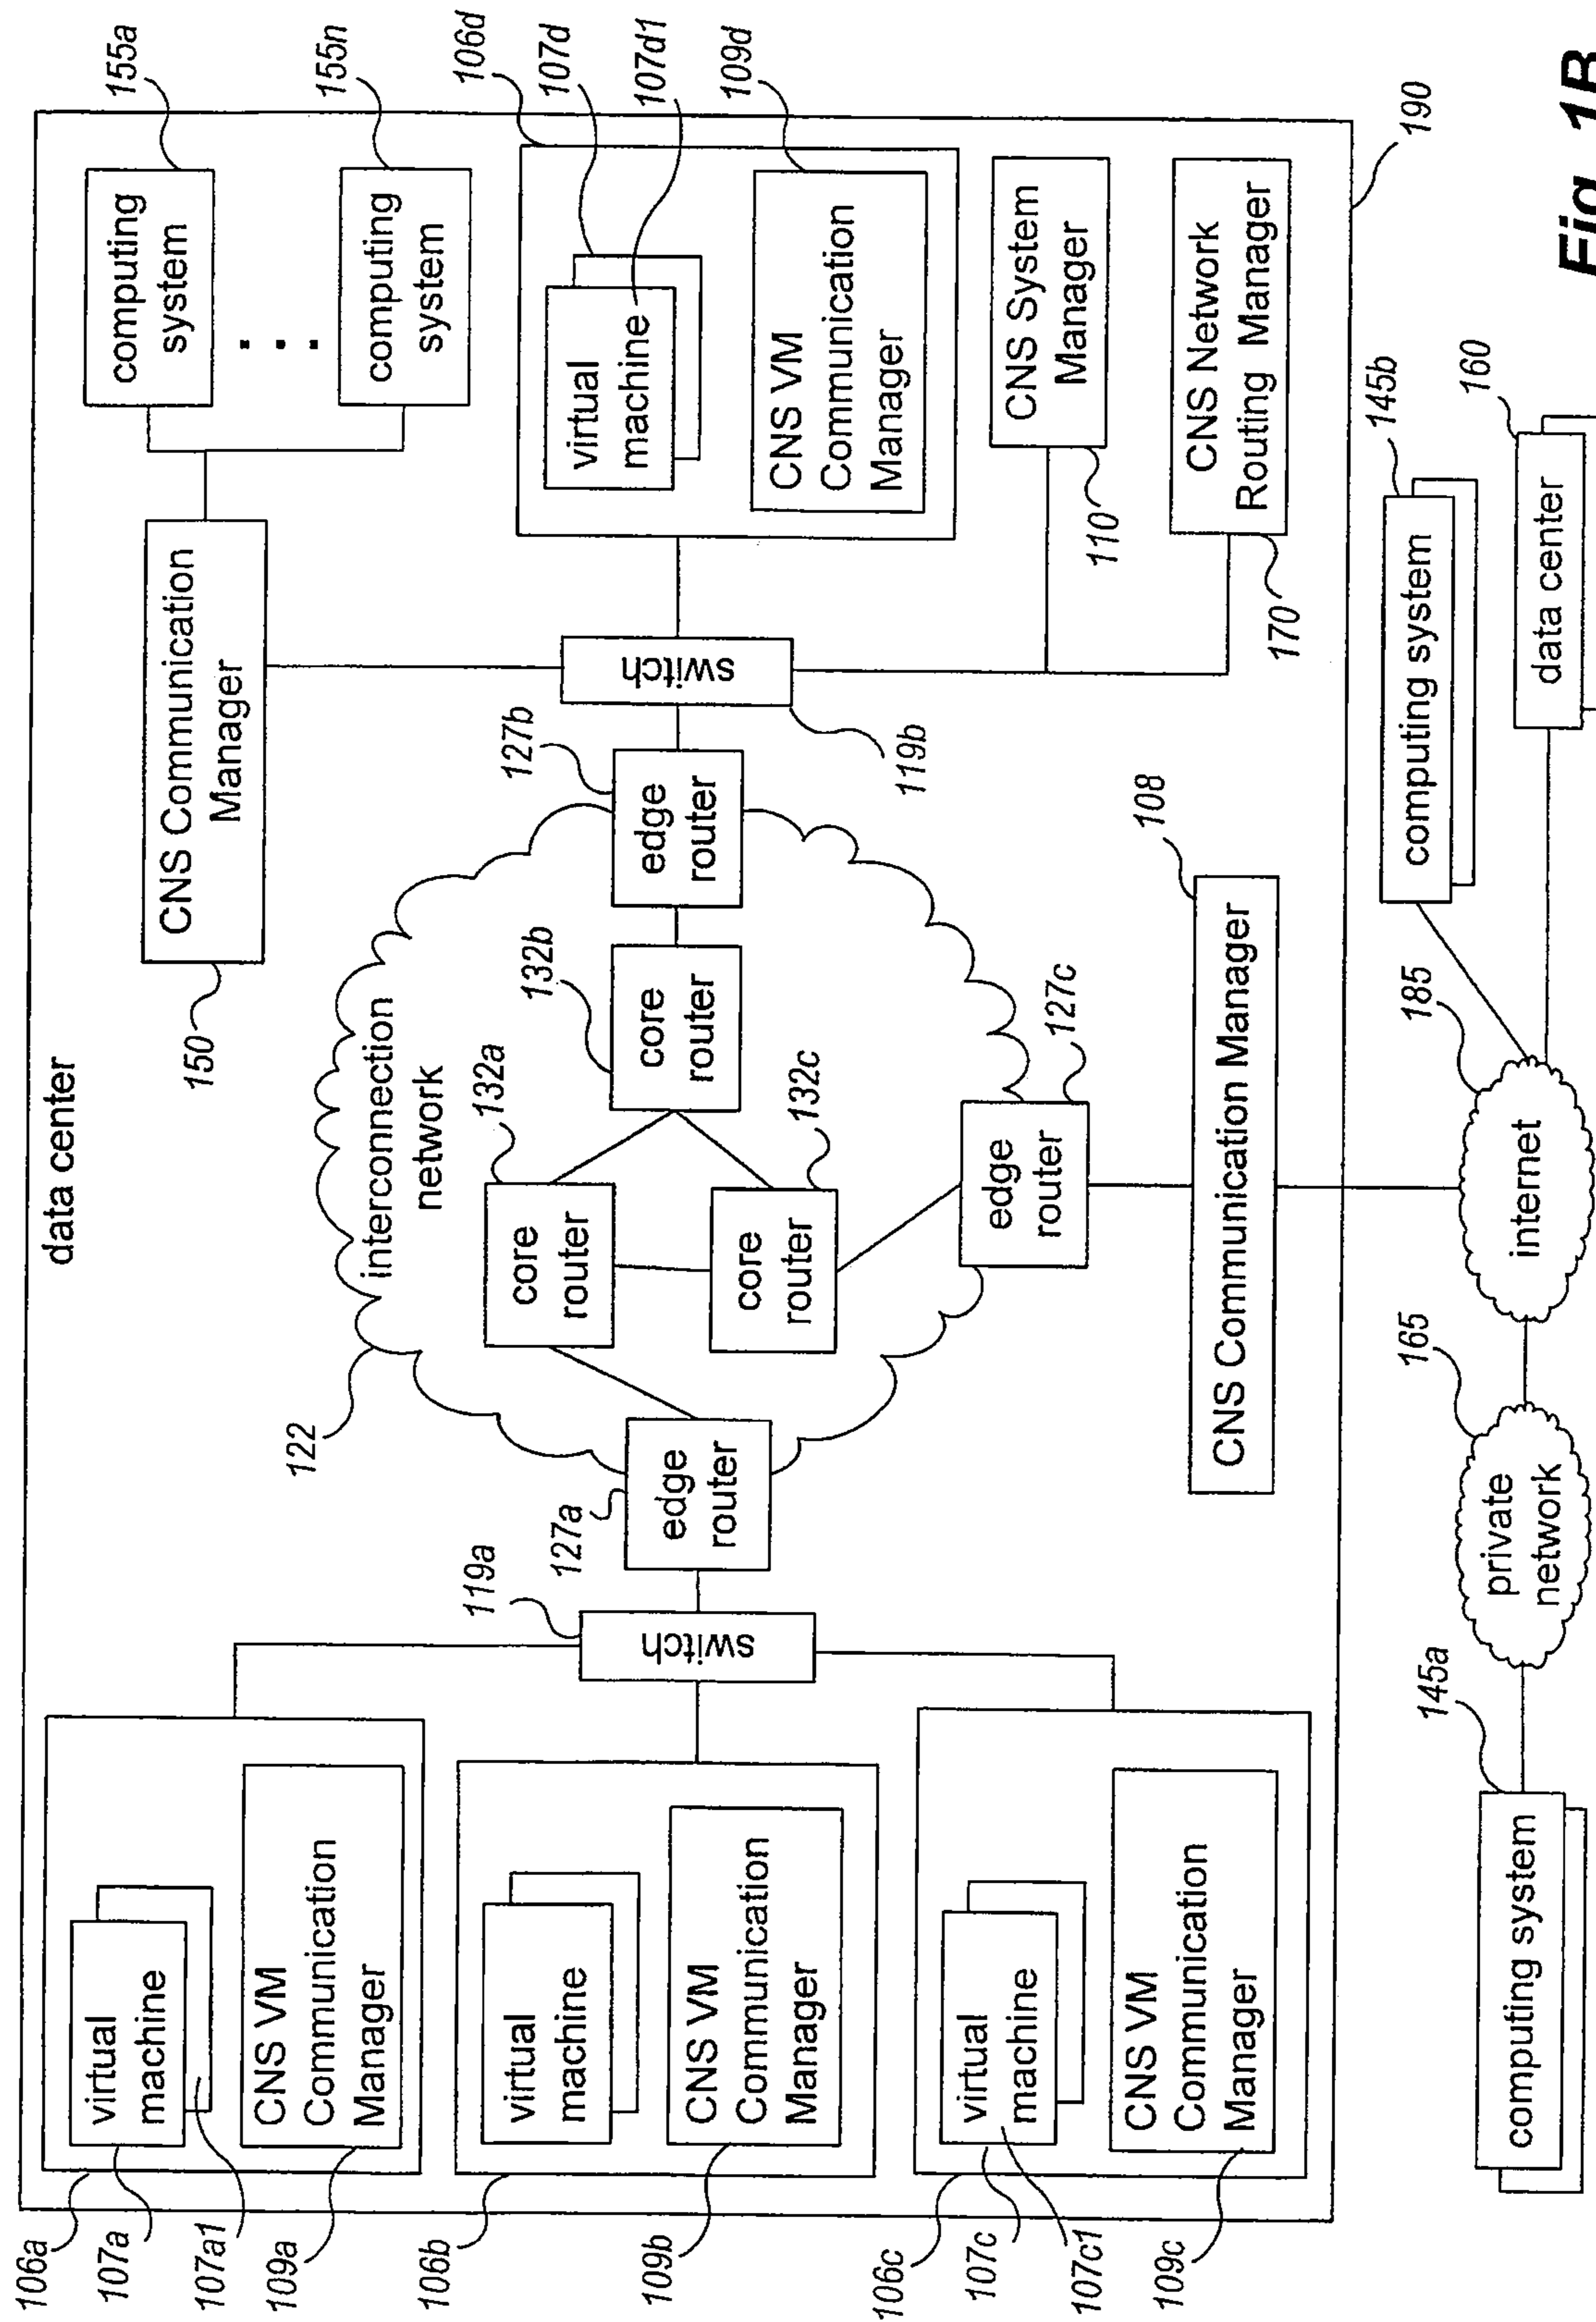 data center
106a
107a
107a1
109a
virtual
machine
CNS VM
Communication
Manager
106b
109b
virtual
machine
CNS VM
Communication
Manager
106c
107c
107c1
109c
virtual
machine
CNS VM
Communication
Manager
119a
switch
127a
edge
router
122
interconnection
network
132a
core
router
132b
core
router
132c
core
router
127b
edge
router
127c
edge
router
119b
switch
150
CNS Communication
Manager
155a
computing
system
155n
computing
system
106d
107d
107d1
109d
virtual
machine
CNS VM
Communication
Manager
110
CNS System
Manager
170
CNS Network
Routing Manager
190
108
CNS Communication Manager
145a
computing system
165
private
network
185
internet
145b
computing system
160
data center
Fig. 1B